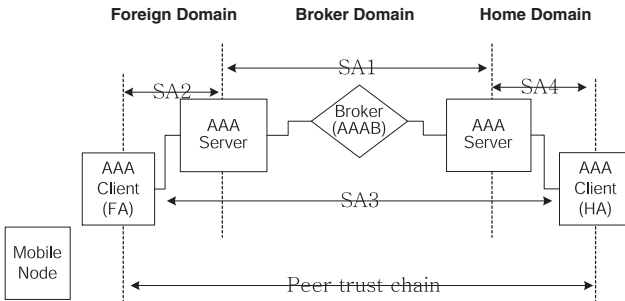 Foreign Domain
Broker Domain
Home Domain
SA1
SA2
SA4
AAA
Server
Broker
(AAAB)
AAA
Server
AAA
Client
(FA)
AAA
Client
(HA)
SA3
Mobile
Node
Peer trust chain